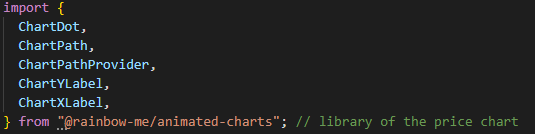 import {
ChartDot,
ChartPath,
ChartPathProvider,
ChartYLabel,
ChartXLabel,
} from "@rainbow-me/animated-charts"; // library of the price chart